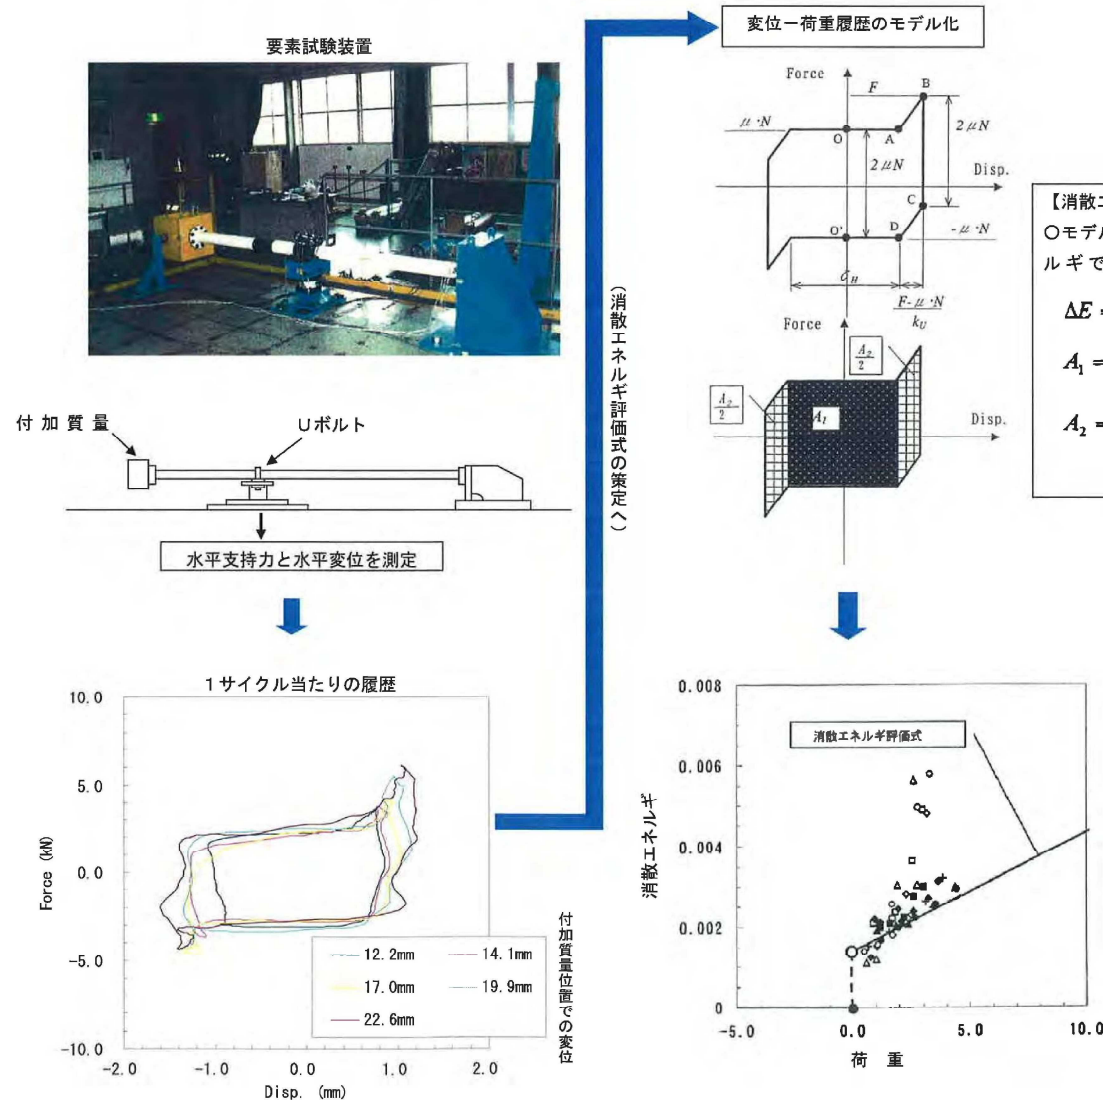 要素試験装置
付加質量
Uボルト
水平支持力と水平変位を測定
1サイクル当たりの履歴
10.0
5.0
0.0
-5.0
-10.0
Force (kN)
-2.0
-1.0
0.0
1.0
2.0
Disp. (mm)
12.2mm
14.1mm
17.0mm
19.9mm
22.6mm
付加質量位置での変位
(消散エネルギ評価式の策定へ)
変位－荷重履歴のモデル化
Force
F
B
μ・N
O
A
2μN
2μN
Disp.
C
O'
D
-μ・N
F-μ・N
k_U
Force
A_2
2
A_2
2
A_1
Disp.
【消散エ
○モデル
ルギで
ΔE =
A_1 =
A_2 =
0.008
0.006
0.004
0.002
0
消散エネルギ
消散エネルギ評価式
-5.0
0.0
5.0
10.0
荷重